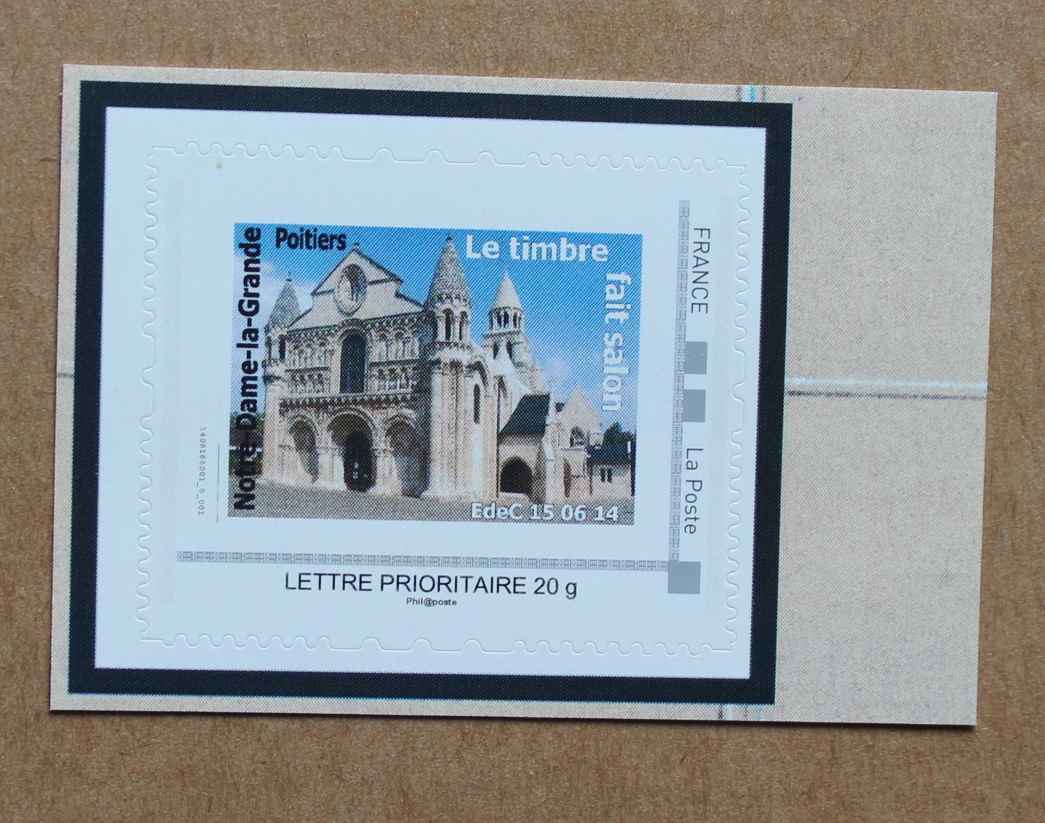 Notre-Dame-la-Grande
Poitiers
Le timbre
fait salon
EdeC 15 06 14
FRANCE
La Poste
LETTRE PRIORITAIRE 20 g
Phil@poste